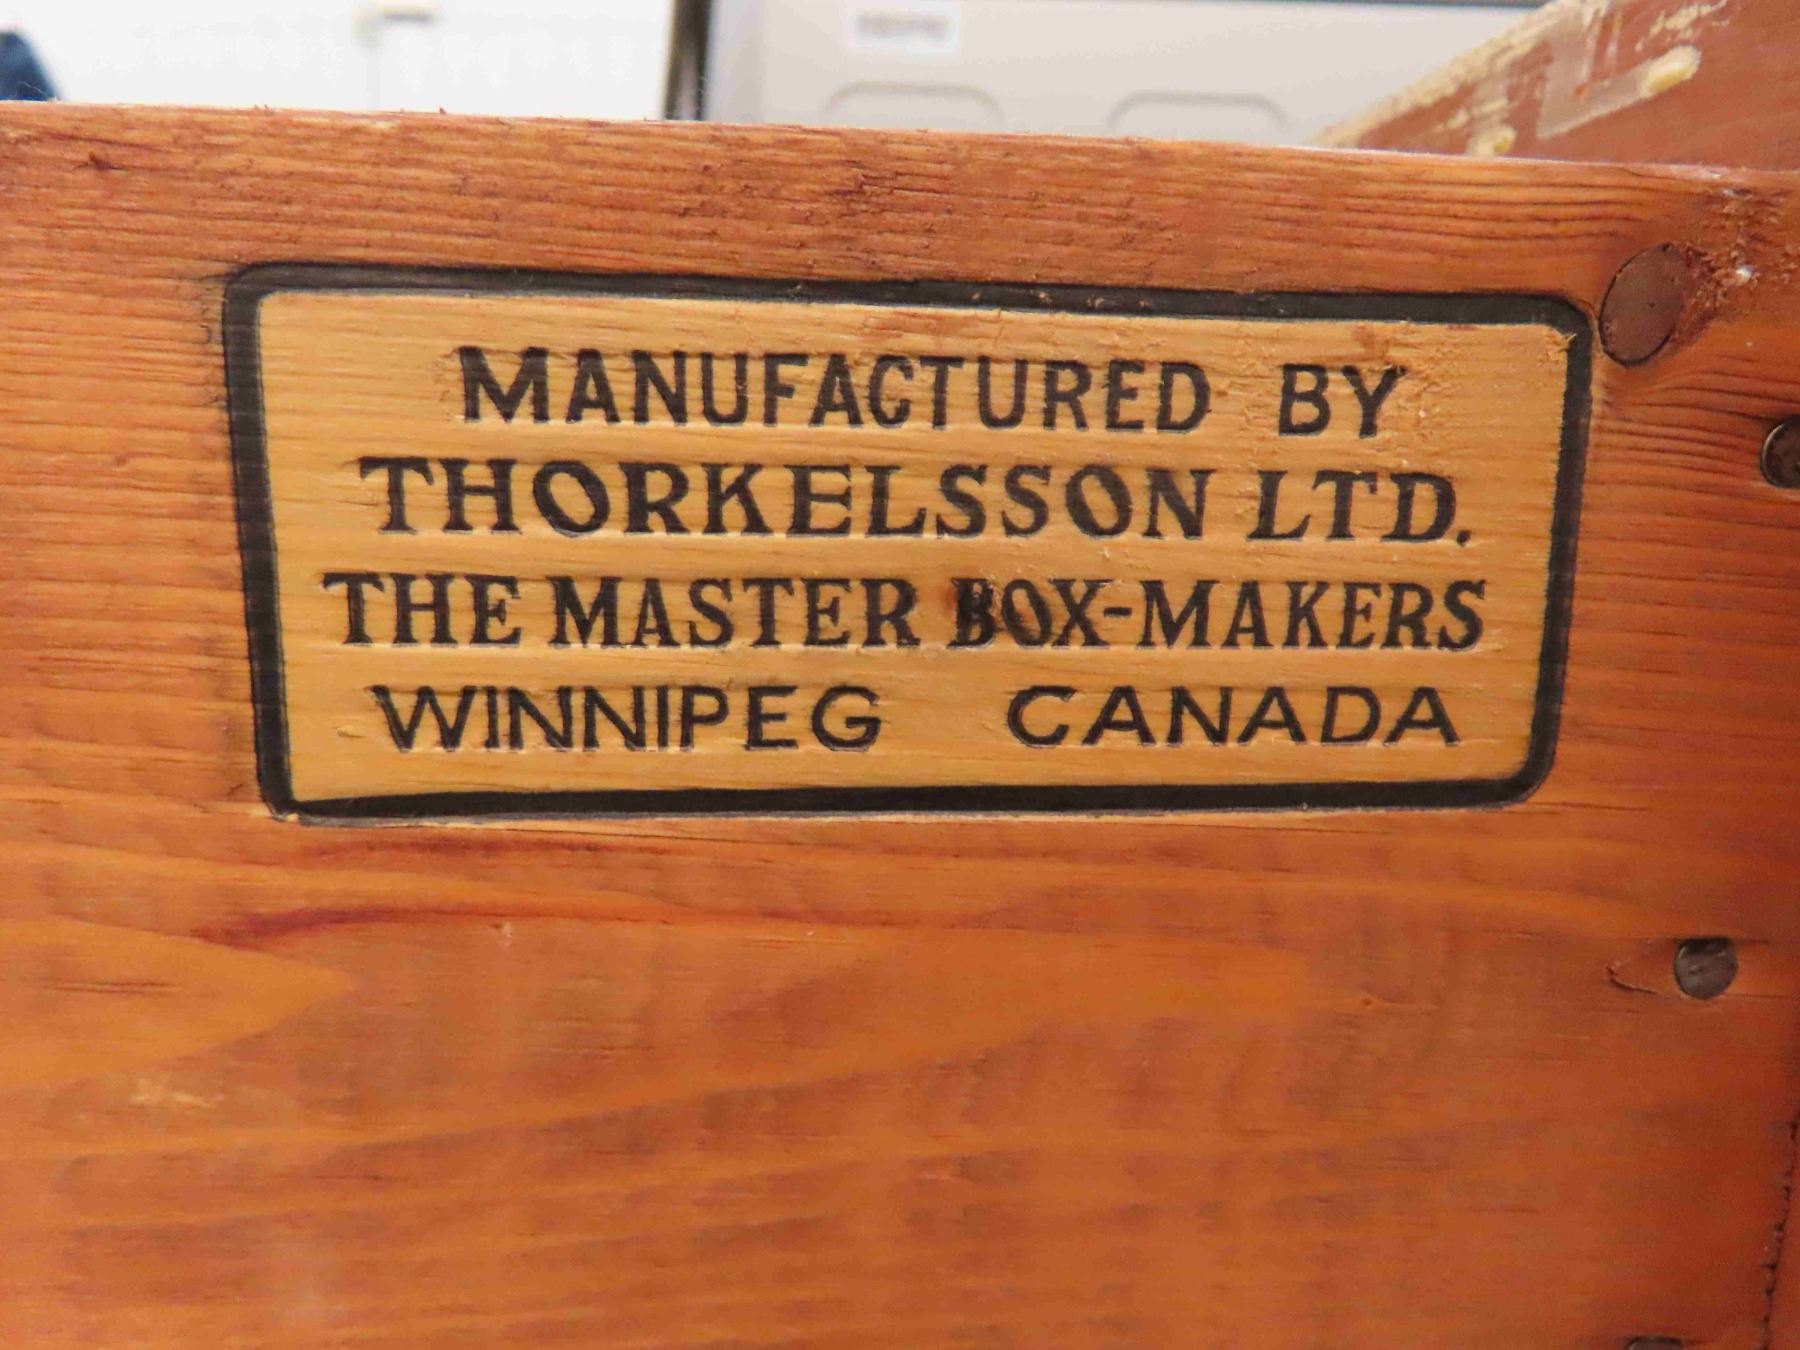 MANUFACTURED BY
THORKELSSON LTD.
THE MASTER BOX-MAKERS
WINNIPEG CANADA